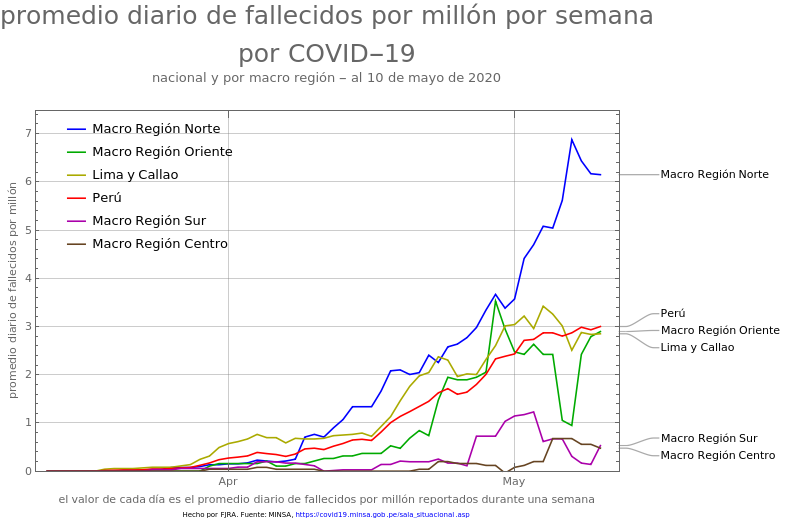 promedio diario de fallecidos por millón por semana
por COVID−19
nacional y por macro región − al 10 de mayo de 2020
promedio diario de fallecidos por millón
7
6
5
4
3
2
1
0
Macro Región Norte
Macro Región Oriente
Lima y Callao
Perú
Macro Región Sur
Macro Región Centro
Macro Región Norte
Perú
Macro Región Oriente
Lima y Callao
Macro Región Sur
Macro Región Centro
Apr
May
el valor de cada día es el promedio diario de fallecidos por millón reportados durante una semana
Hecho por FJRA. Fuente: MINSA, https://covid19.minsa.gob.pe/sala_situacional.asp